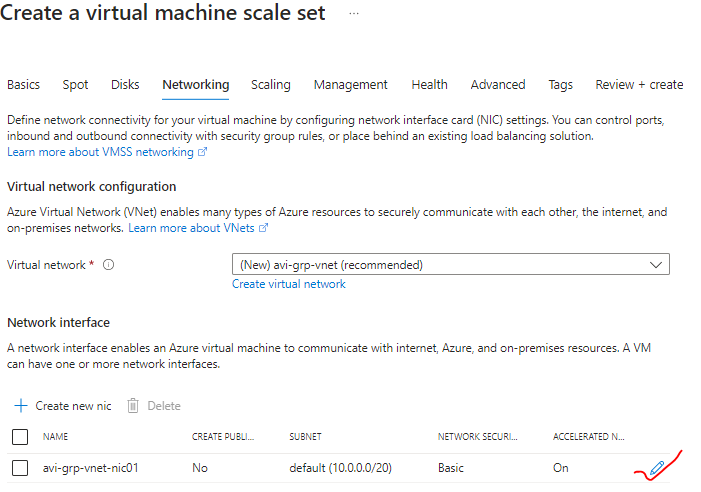 Create a virtual machine scale set ...
Basics Spot Disks Networking Scaling Management Health Advanced Tags Review + create
Define network connectivity for your virtual machine by configuring network interface card (NIC) settings. You can control ports,
inbound and outbound connectivity with security group rules, or place behind an existing load balancing solution.
Learn more about VMSS networking
Virtual network configuration
Azure Virtual Network (VNet) enables many types of Azure resources to securely communicate with each other, the internet, and
on-premises networks. Learn more about VNets
Virtual network *
(New) avi-grp-vnet (recommended)
Create virtual network
Network interface
A network interface enables an Azure virtual machine to communicate with internet, Azure, and on-premises resources. A VM
can have one or more network interfaces.
+ Create new nic Delete
NAME CREATE PUBLI... SUBNET NETWORK SECURI... ACCELERATED N...
avi-grp-vnet-nic01 No default (10.0.0.0/20) Basic On